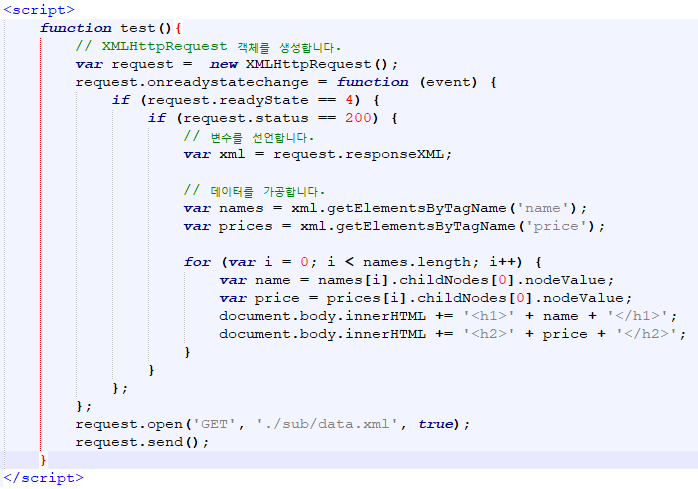 <script>
function test(){
// XMLHttpRequest 객체를 생성합니다.
var request =  new XMLHttpRequest();
request.onreadystatechange = function (event) {
if (request.readyState == 4) {
if (request.status == 200) {
// 변수를 선언합니다.
var xml = request.responseXML;
// 데이터를 가공합니다.
var names = xml.getElementsByTagName('name');
var prices = xml.getElementsByTagName('price');
for (var i = 0; i < names.length; i++) {
var name = names[i].childNodes[0].nodeValue;
var price = prices[i].childNodes[0].nodeValue;
document.body.innerHTML += '<h1>' + name + '</h1>';
document.body.innerHTML += '<h2>' + price + '</h2>';
}
}
};
};
request.open('GET', './sub/data.xml', true);
request.send();
}
</script>